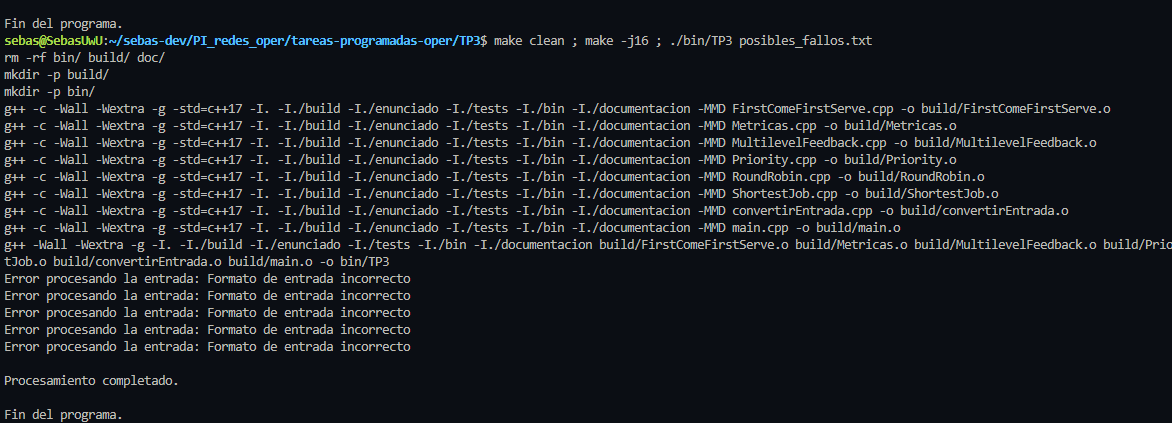 Fin del programa.
sebas@SebasUwU:~/sebas-dev/PI_redes_oper/tareas-programadas-oper/TP3$ make clean ; make -j16 ; ./bin/TP3 posibles_fallos.txt
rm -rf bin/ build/ doc/
mkdir -p build/
mkdir -p bin/
g++ -c -Wall -Wextra -g -std=c++17 -I. -I./build -I./enunciado -I./tests -I./bin -I./documentacion -MMD FirstComeFirstServe.cpp -o build/FirstComeFirstServe.o
g++ -c -Wall -Wextra -g -std=c++17 -I. -I./build -I./enunciado -I./tests -I./bin -I./documentacion -MMD Metricas.cpp -o build/Metricas.o
g++ -c -Wall -Wextra -g -std=c++17 -I. -I./build -I./enunciado -I./tests -I./bin -I./documentacion -MMD MultilevelFeedback.cpp -o build/MultilevelFeedback.o
g++ -c -Wall -Wextra -g -std=c++17 -I. -I./build -I./enunciado -I./tests -I./bin -I./documentacion -MMD Priority.cpp -o build/Priority.o
g++ -c -Wall -Wextra -g -std=c++17 -I. -I./build -I./enunciado -I./tests -I./bin -I./documentacion -MMD RoundRobin.cpp -o build/RoundRobin.o
g++ -c -Wall -Wextra -g -std=c++17 -I. -I./build -I./enunciado -I./tests -I./bin -I./documentacion -MMD ShortestJob.cpp -o build/ShortestJob.o
g++ -c -Wall -Wextra -g -std=c++17 -I. -I./build -I./enunciado -I./tests -I./bin -I./documentacion -MMD convertirEntrada.cpp -o build/convertirEntrada.o
g++ -c -Wall -Wextra -g -std=c++17 -I. -I./build -I./enunciado -I./tests -I./bin -I./documentacion -MMD main.cpp -o build/main.o
g++ -Wall -Wextra -g -I. -I./build -I./enunciado -I./tests -I./bin -I./documentacion build/FirstComeFirstServe.o build/Metricas.o build/MultilevelFeedback.o build/Prio
tJob.o build/convertirEntrada.o build/main.o -o bin/TP3
Error procesando la entrada: Formato de entrada incorrecto
Error procesando la entrada: Formato de entrada incorrecto
Error procesando la entrada: Formato de entrada incorrecto
Error procesando la entrada: Formato de entrada incorrecto
Error procesando la entrada: Formato de entrada incorrecto
Procesamiento completado.
Fin del programa.